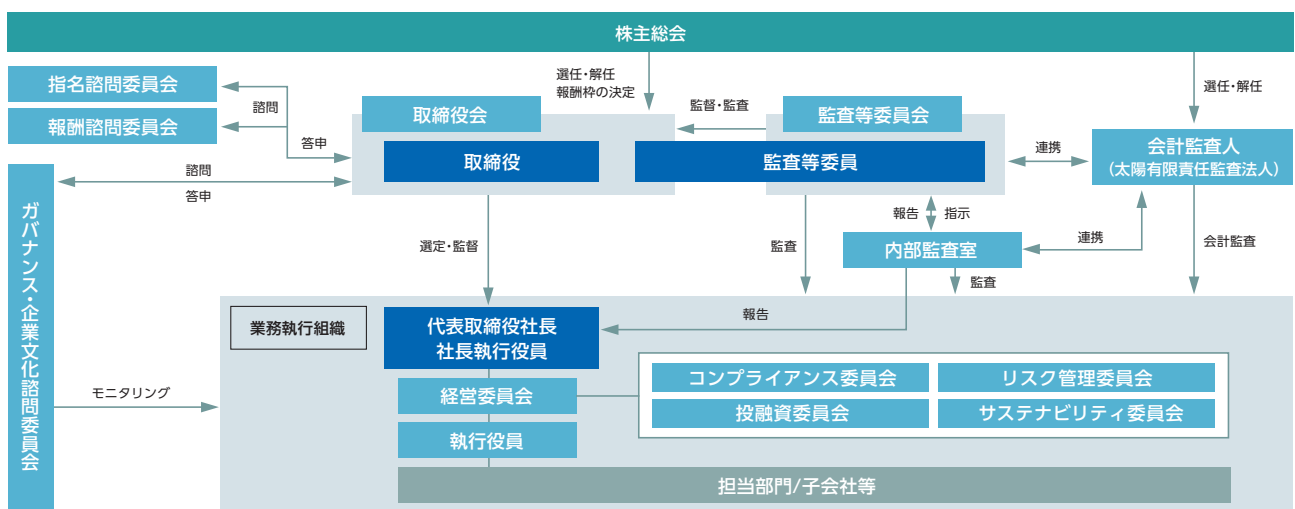 株主総会
指名諮問委員会
報酬諮問委員会
諮問
答申
選任・解任
報酬枠の決定
選任・解任
取締役会
監督・監査
監査等委員会
取締役
監査等委員
連携
会計監査人
（太陽有限責任監査法人）
諮問
答申
ガバナンス・企業文化諮問委員会
選定・監督
監査
報告
指示
内部監査室
連携
会計監査
監査
業務執行組織
代表取締役社長
社長執行役員
報告
モニタリング
経営委員会
コンプライアンス委員会
リスク管理委員会
投融資委員会
サステナビリティ委員会
執行役員
担当部門/子会社等